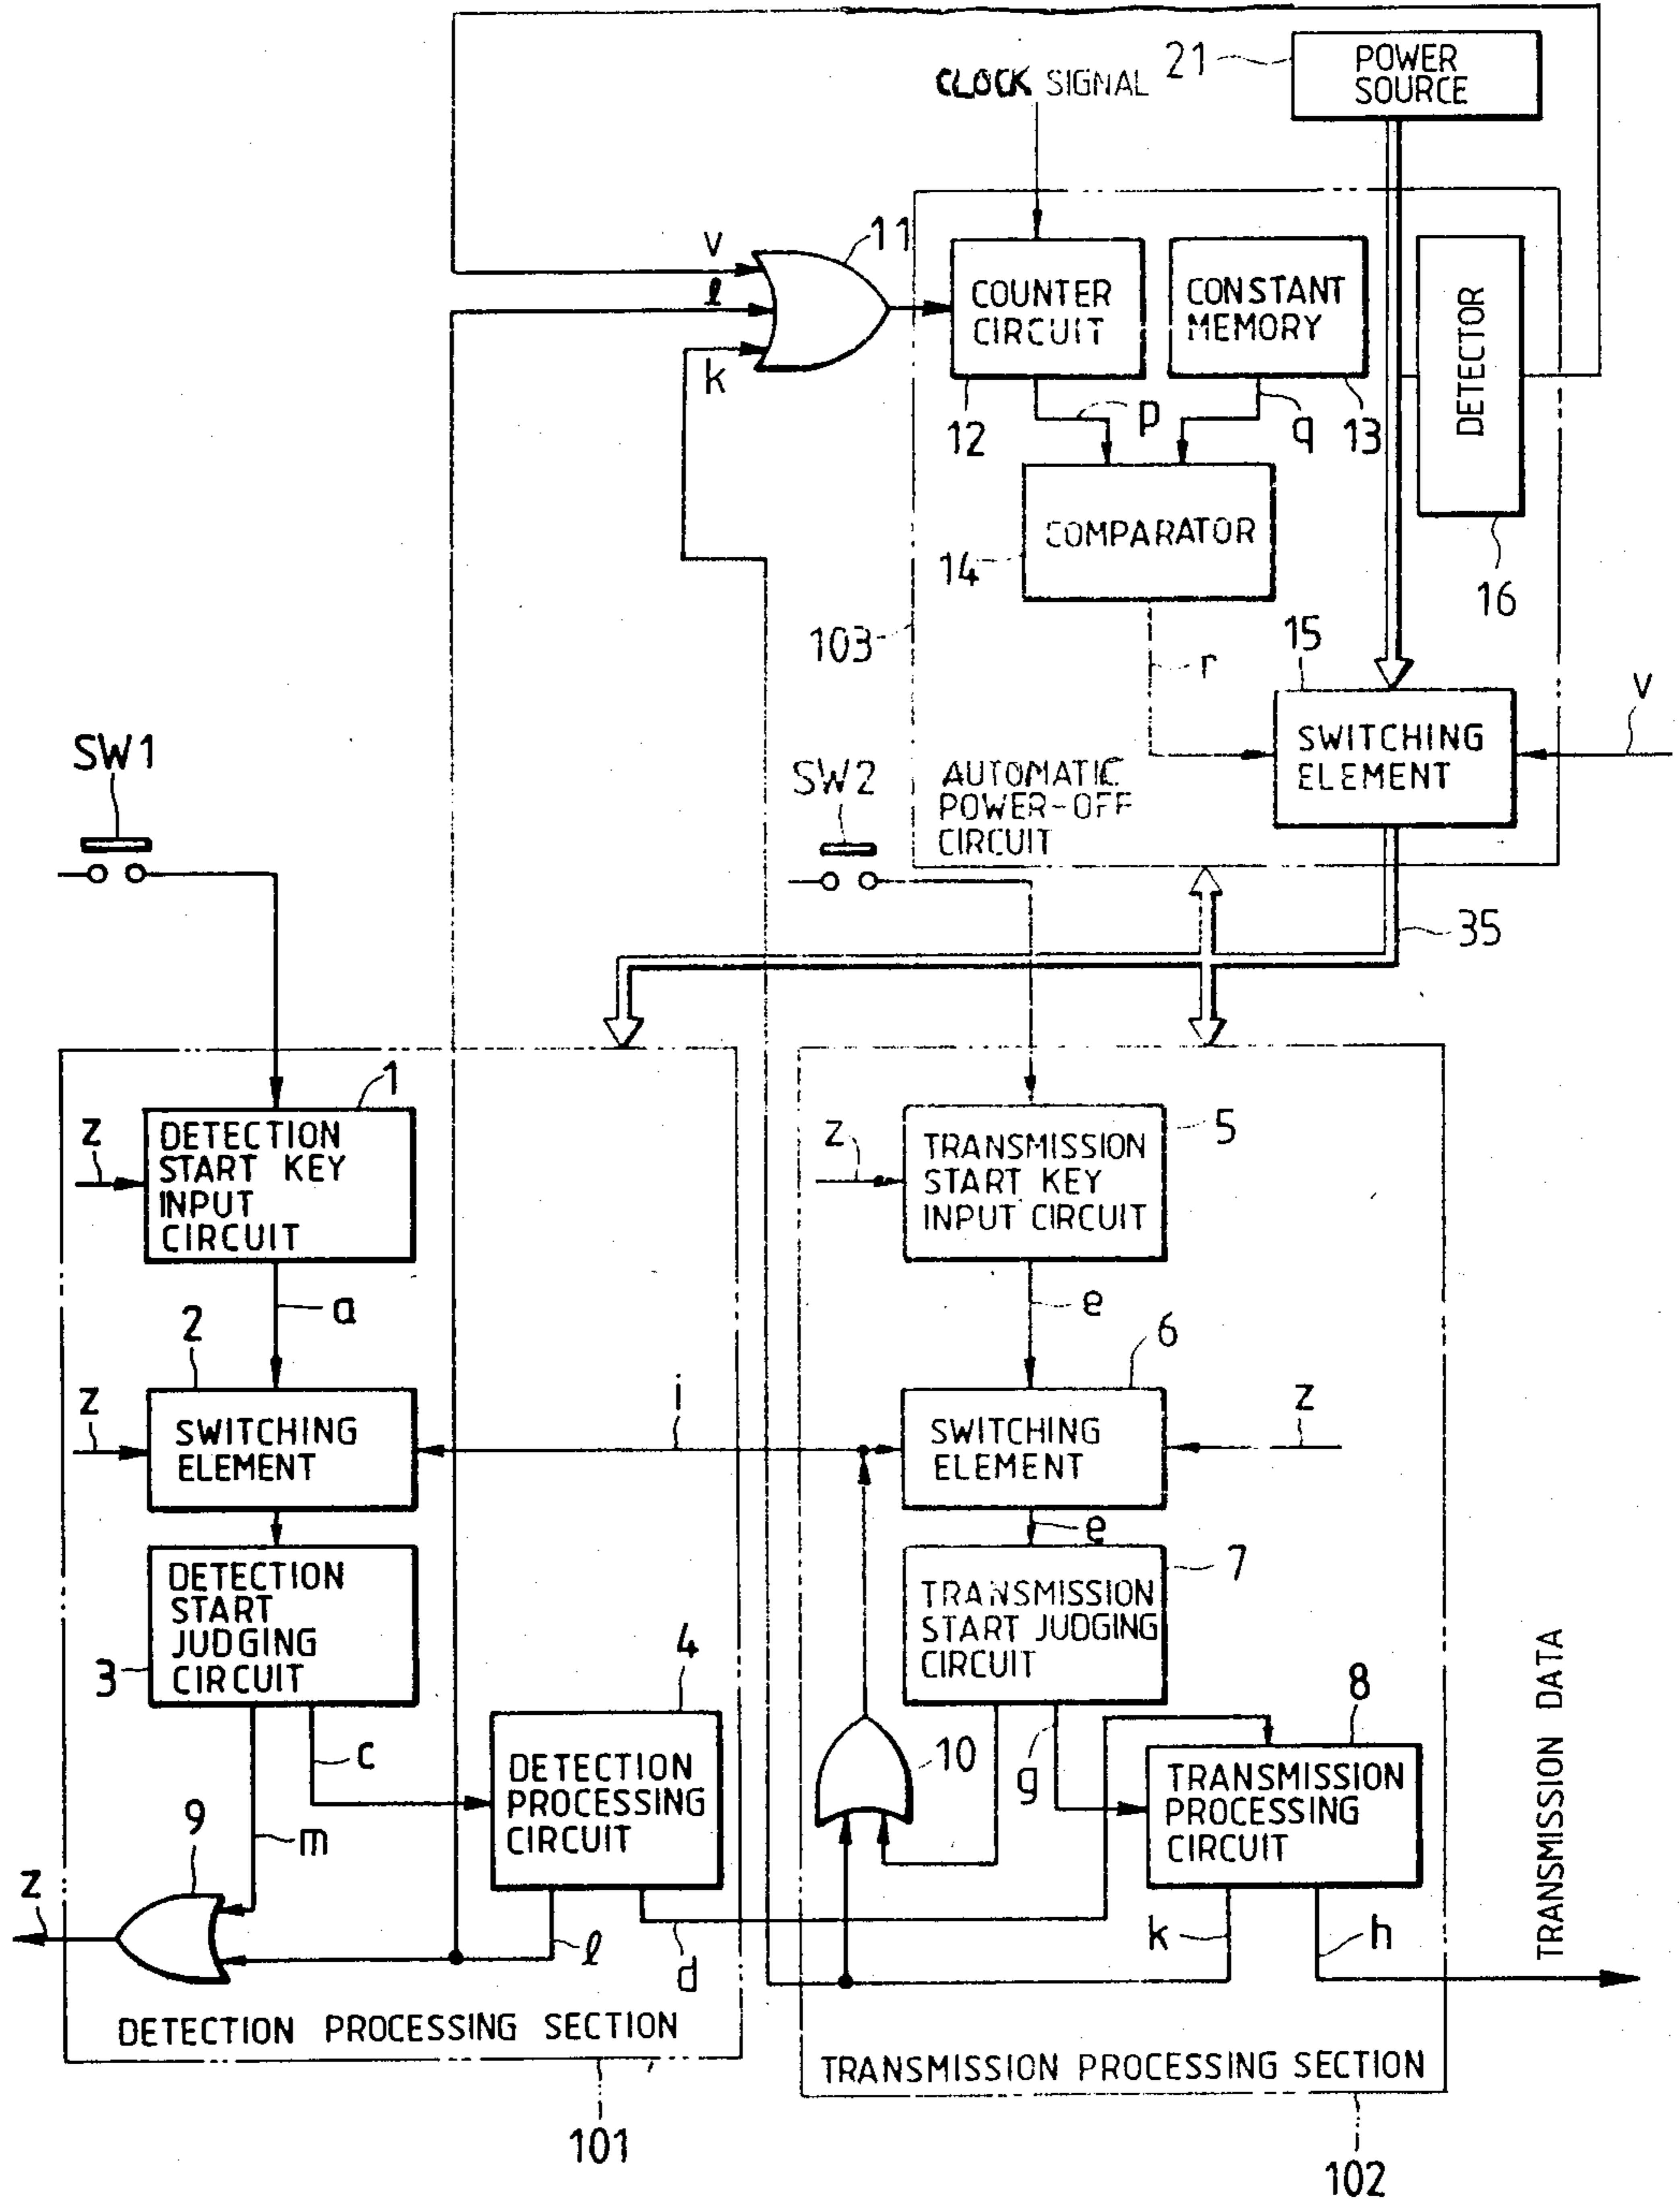 CLOCK SIGNAL
21
POWER
SOURCE
v
11
l
k
COUNTER
CIRCUIT
CONSTANT
MEMORY
DETECTOR
12
p
q
13
COMPARATOR
14
16
103
r
15
v
SWITCHING
ELEMENT
AUTOMATIC
POWER-OFF
CIRCUIT
SW1
SW2
35
1
z
DETECTION
START KEY
INPUT
CIRCUIT
5
z
TRANSMISSION
START KEY
INPUT CIRCUIT
a
e
2
6
z
SWITCHING
ELEMENT
i
SWITCHING
ELEMENT
z
e
DETECTION
START
JUDGING
CIRCUIT
3
7
TRANSMISSION
START JUDGING
CIRCUIT
4
8
c
DETECTION
PROCESSING
CIRCUIT
10
g
TRANSMISSION
PROCESSING
CIRCUIT
TRANSMISSION DATA
9
m
z
l
d
k
h
DETECTION PROCESSING SECTION
TRANSMISSION PROCESSING SECTION
101
102